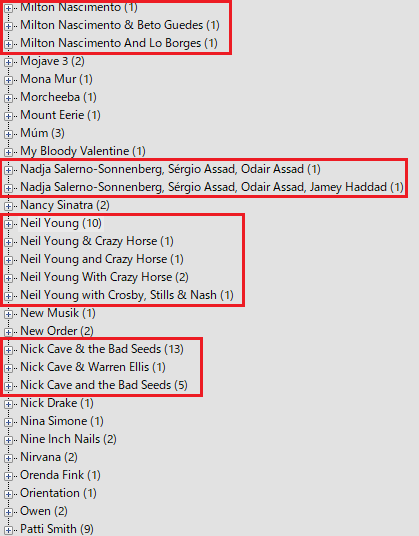 Milton Nascimento (1)
Milton Nascimento & Beto Guedes (1)
Milton Nascimento And Lo Borges (1)
Mojave 3 (2)
Mona Mur (1)
Morcheeba (1)
Mount Eerie (1)
Múm (3)
My Bloody Valentine (1)
Nadja Salerno-Sonnenberg, Sérgio Assad, Odair Assad (1)
Nadja Salerno-Sonnenberg, Sérgio Assad, Odair Assad, Jamey Haddad (1)
Nancy Sinatra (2)
Neil Young (10)
Neil Young & Crazy Horse (1)
Neil Young and Crazy Horse (1)
Neil Young With Crazy Horse (2)
Neil Young with Crosby, Stills & Nash (1)
New Musik (1)
New Order (2)
Nick Cave & the Bad Seeds (13)
Nick Cave & Warren Ellis (1)
Nick Cave and the Bad Seeds (5)
Nick Drake (1)
Nina Simone (1)
Nine Inch Nails (2)
Nirvana (2)
Orenda Fink (1)
Orientation (1)
Owen (2)
Patti Smith (9)